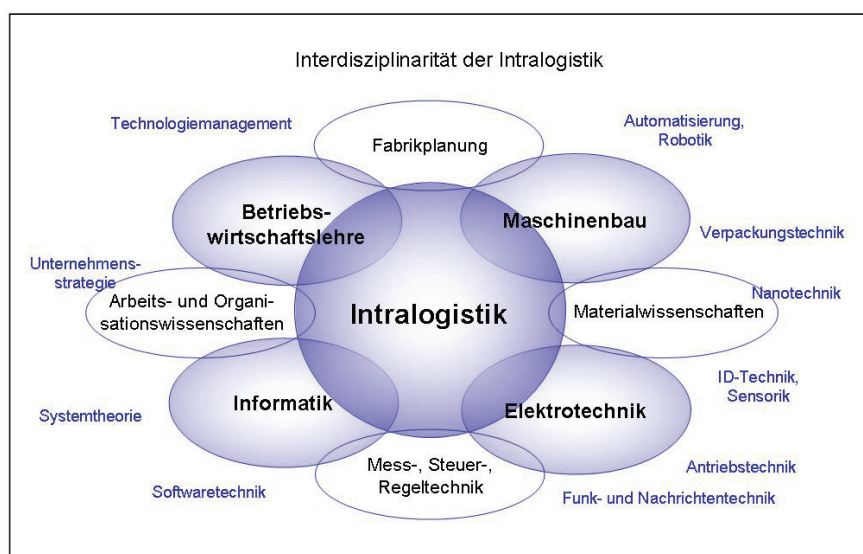 Interdisziplinarität der Intralogistik
Technologiemanagement
Fabrikplanung
Automatisierung,
Robotik
Betriebs-
wirtschaftslehre
Maschinenbau
Verpackungstechnik
Unternehmens-
strategie
Arbeits- und Organi-
sationswissenschaften
Intralogistik
Nanotechnik
Materialwissenschaften
ID-Technik,
Sensorik
Informatik
Elektrotechnik
Systemtheorie
Mess-, Steuer-,
Regeltechnik
Antriebstechnik
Softwaretechnik
Funk- und Nachrichtentechnik